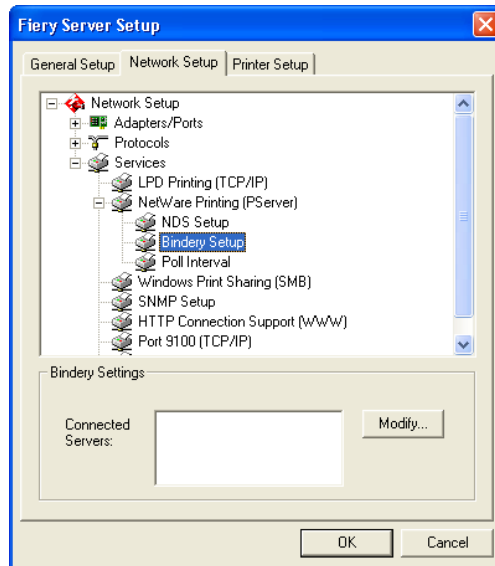 Fiery Server Setup
General Setup
Network Setup
Printer Setup
Network Setup
Adapters/Ports
Protocols
Services
LPD Printing (TCP/IP)
NetWare Printing (PServer)
NDS Setup
Bindery Setup
Poll Interval
Windows Print Sharing (SMB)
SNMP Setup
HTTP Connection Support (WWW)
Port 9100 (TCP/IP)
Bindery Settings
Connected
Servers:
Modify...
OK
Cancel